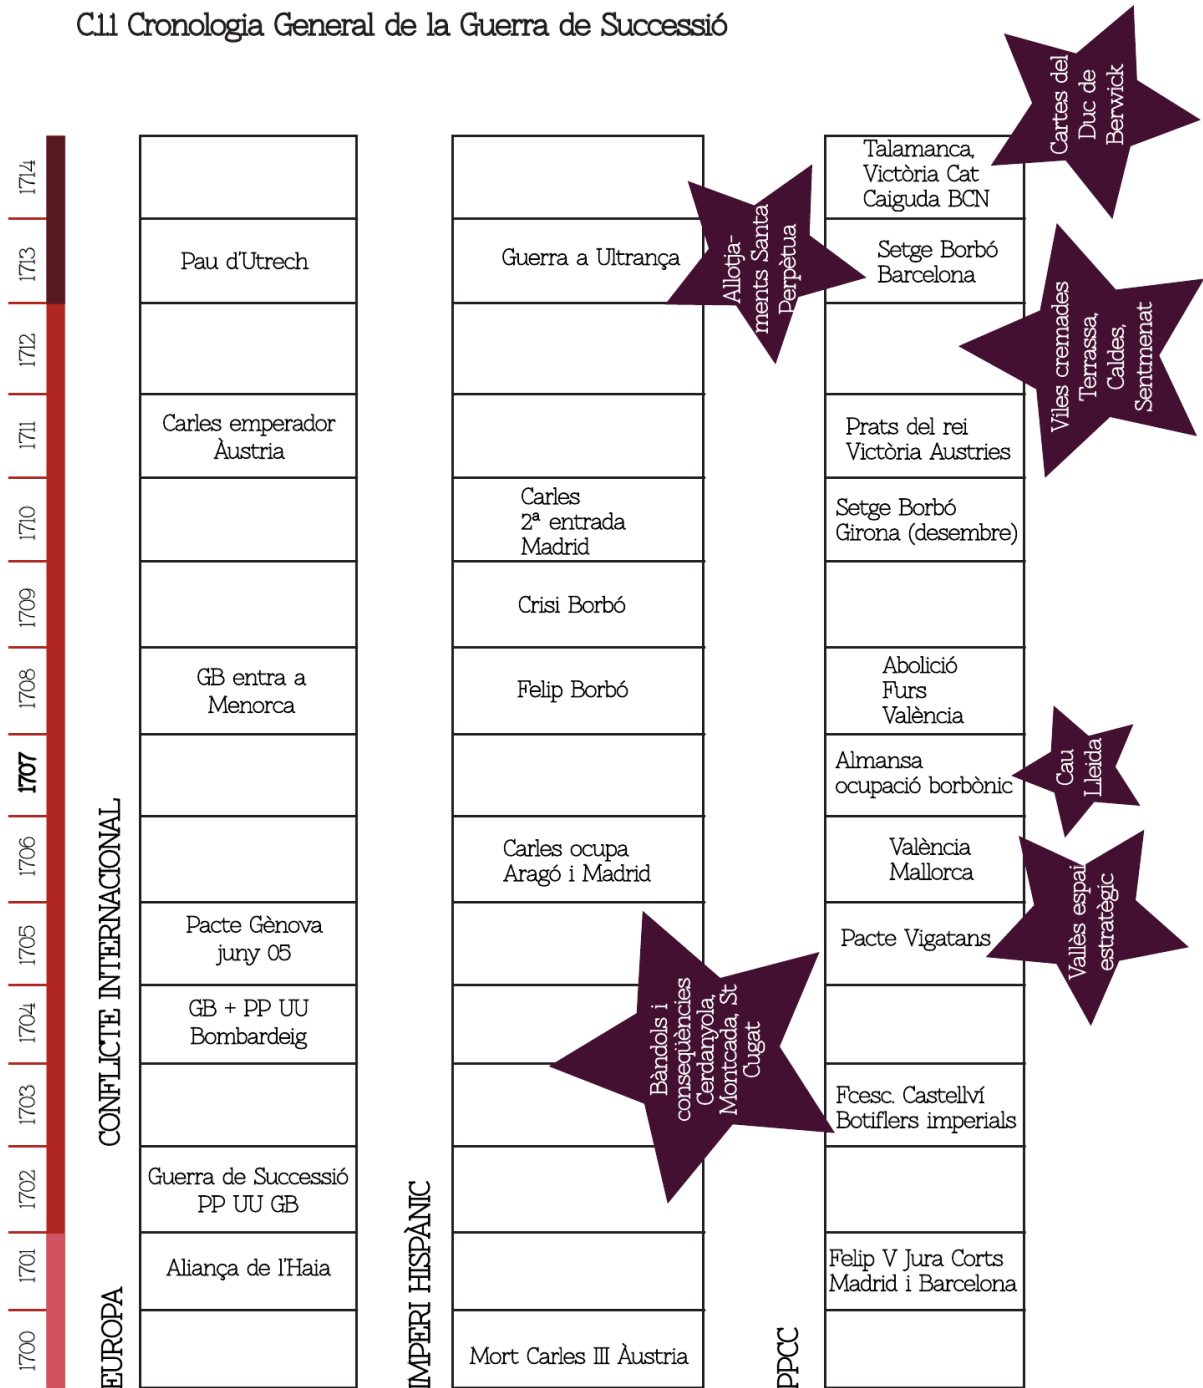 C.1.1 Cronologia General de la Guerra de Successió
1714
Talamanca,
Victòria Cat
Caiguda BCN
Cartes del
Duc de
Berwick
1713
Pau d'Utrech
Guerra a Ultrança
Allotja-
ments Santa
Perpètua
Setge Borbó
Barcelona
1712
Viles cremades
Terrassa,
Caldes,
Sentmenat
1711
Carles emperador
Àustria
Prats del rei
Victòria Austries
1710
Carles
2ª entrada
Madrid
Setge Borbó
Girona (desembre)
1709
Crisi Borbó
1708
GB entra a
Menorca
Felip Borbó
Abolició
Furs
València
1707
Almansa
ocupació borbònic
Cau
Lleida
1706
Carles ocupa
Aragó i Madrid
València
Mallorca
Vallès espai
estratègic
1705
Pacte Gènova
juny 05
Pacte Vigatans
1704
GB + PP UU
Bombardeig
Bàndols i
conseqüències
Cerdanyola,
Montcada, St
Cugat
1703
Fcesc. Castellví
Botiflers imperials
1702
Guerra de Successió
PP UU GB
1701
Aliança de l'Haia
Felip V Jura Corts
Madrid i Barcelona
1700
Mort Carles III Àustria
EUROPA
CONFLICTE INTERNACIONAL
IMPERI HISPÀNIC
PPCC